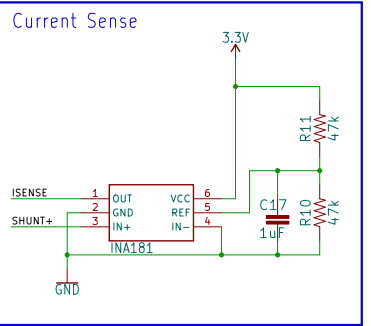 Current Sense
3.3V
R11
47k
ISENSE
1 OUT VCC 6
2 GND REF 5
SHUNT+
3 IN+ IN- 4
INA181
C17
1uF
R10
47k
GND